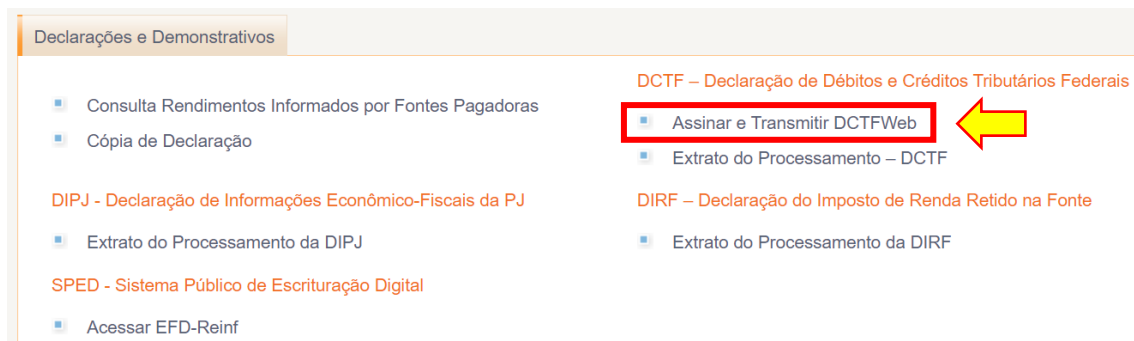 Declarações e Demonstrativos
Consulta Rendimentos Informados por Fontes Pagadoras
Cópia de Declaração
DCTF – Declaração de Débitos e Créditos Tributários Federais
Assinar e Transmitir DCTFWeb
Extrato do Processamento – DCTF
DIPJ - Declaração de Informações Econômico-Fiscais da PJ
Extrato do Processamento da DIPJ
DIRF – Declaração do Imposto de Renda Retido na Fonte
Extrato do Processamento da DIRF
SPED - Sistema Público de Escrituração Digital
Acessar EFD-Reinf